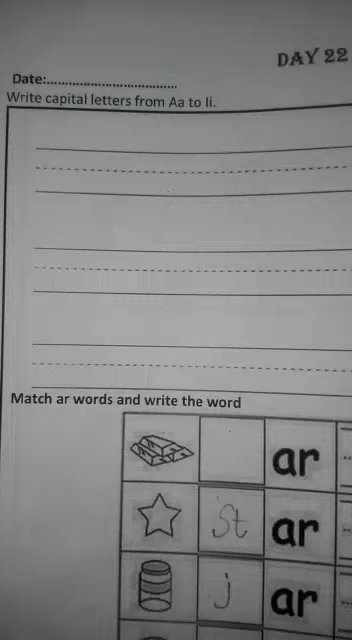 DAY 22
Date:....................................
Write capital letters from Aa to Ii.
Match ar words and write the word
ar
st ar
j ar